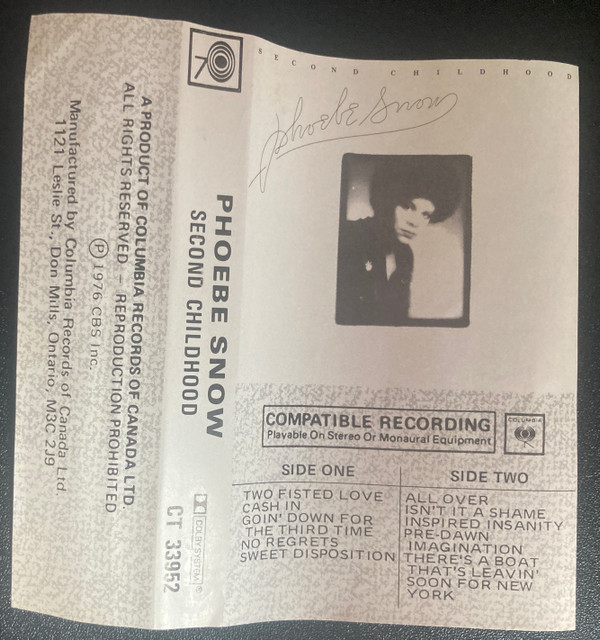 SECOND CHILDHOOD
Phoebe Snow
COMPATIBLE RECORDING
Playable On Stereo Or Monaural Equipment
COLUMBIA
SIDE ONE
TWO FISTED LOVE
CASH IN
GOIN' DOWN FOR
THE THIRD TIME
NO REGRETS
SWEET DISPOSITION
SIDE TWO
ALL OVER
ISN'T IT A SHAME
INSPIRED INSANITY
PRE-DAWN
IMAGINATION
THERE'S A BOAT
THAT'S LEAVIN'
SOON FOR NEW
YORK
PHOEBE SNOW
SECOND CHILDHOOD
DOLBY SYSTEM ®
CT 33952
A PRODUCT OF COLUMBIA RECORDS OF CANADA LTD.
ALL RIGHTS RESERVED – REPRODUCTION PROHIBITED
Ⓟ 1976 CBS Inc.
Manufactured by Columbia Records of Canada Ltd.
1121 Leslie St., Don Mills, Ontario, M3C 2J9